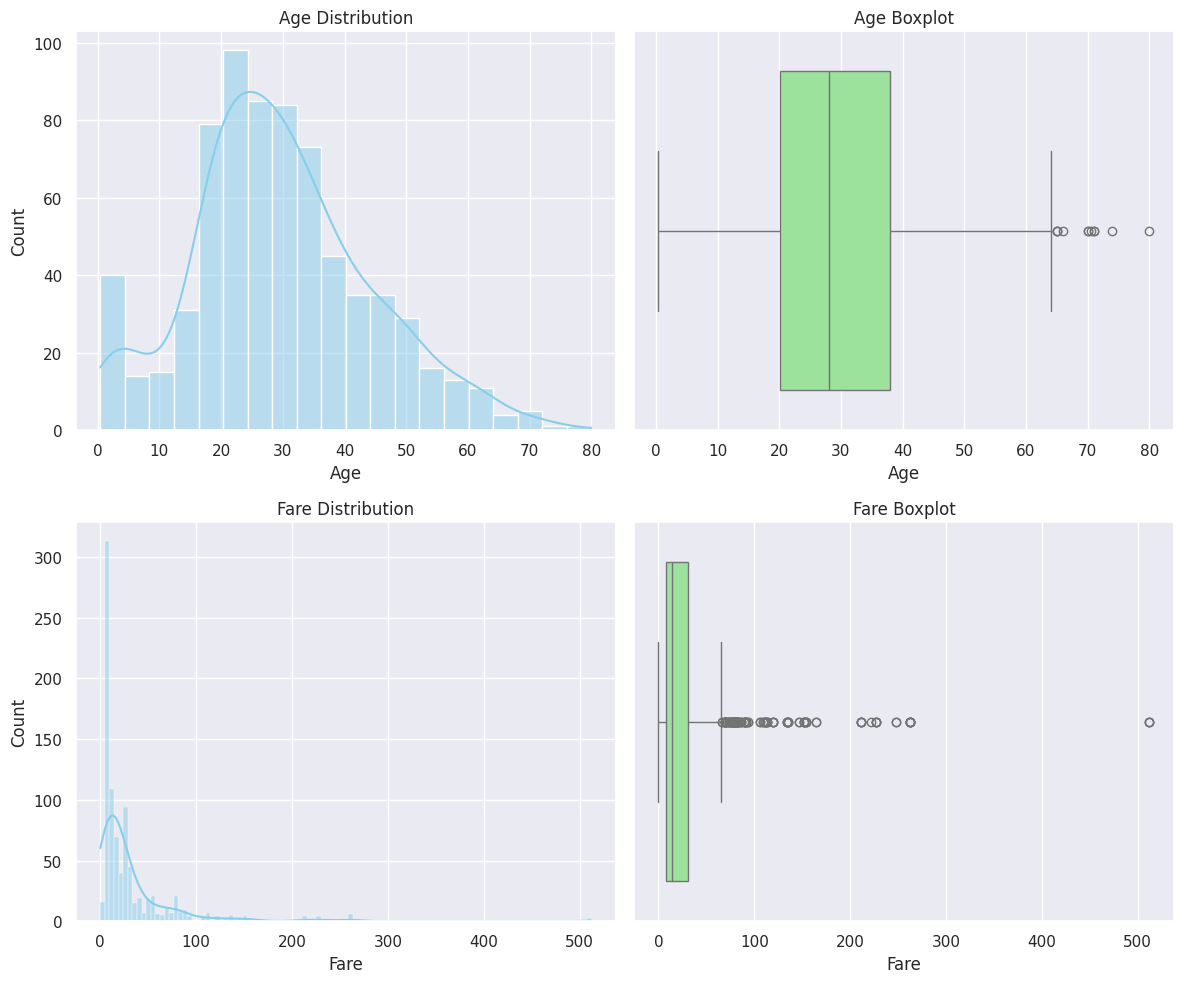 Age Distribution
Count
100
80
60
40
20
0
0 10 20 30 40 50 60 70 80
Age
Age Boxplot
0 10 20 30 40 50 60 70 80
Age
Fare Distribution
Count
300
250
200
150
100
50
0
0 100 200 300 400 500
Fare
Fare Boxplot
0 100 200 300 400 500
Fare